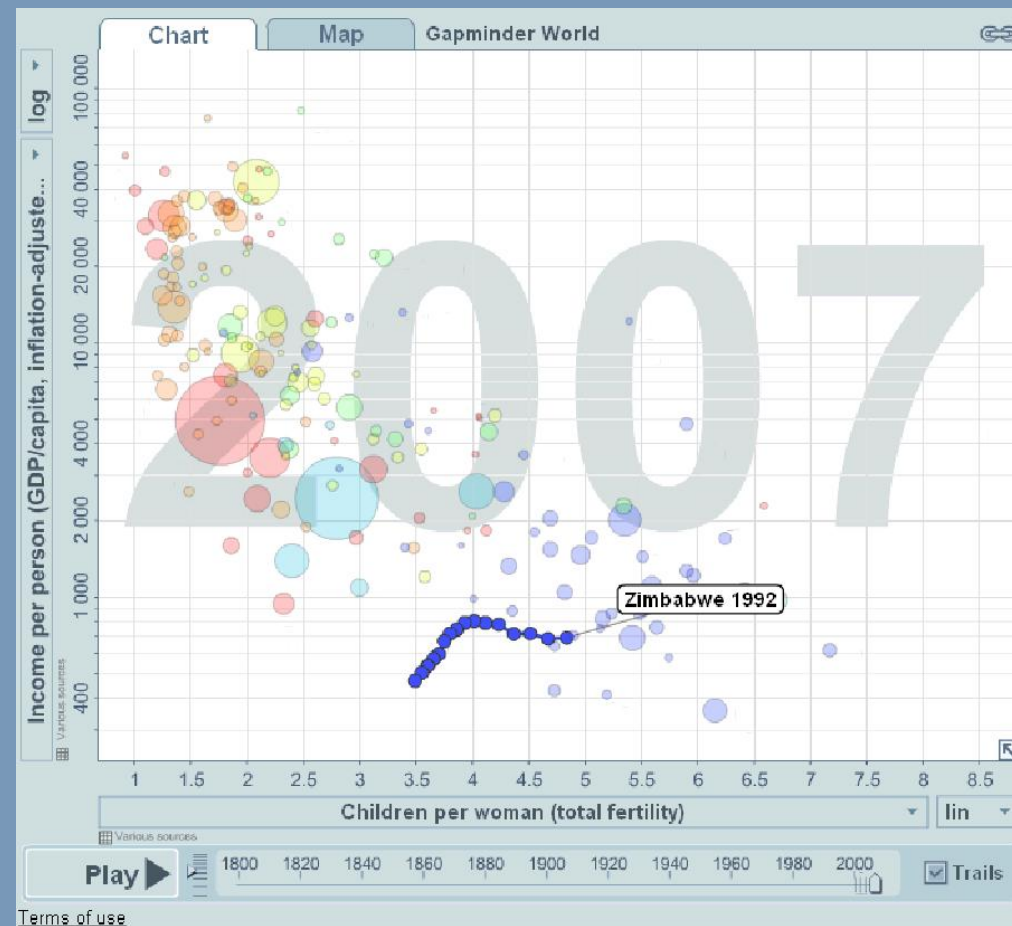 Chart Map Gapminder World
log
Income per person (GDP/capita, inflation-adjuste...
Various sources
100 000
40 000
20 000
10 000
4 000
2 000
1 000
400
2007
Zimbabwe 1992
1 1.5 2 2.5 3 3.5 4 4.5 5 5.5 6 6.5 7 7.5 8 8.5
Children per woman (total fertility) lin
Various sources
Play 1800 1820 1840 1860 1880 1900 1920 1940 1960 1980 2000 Trails
Terms of use